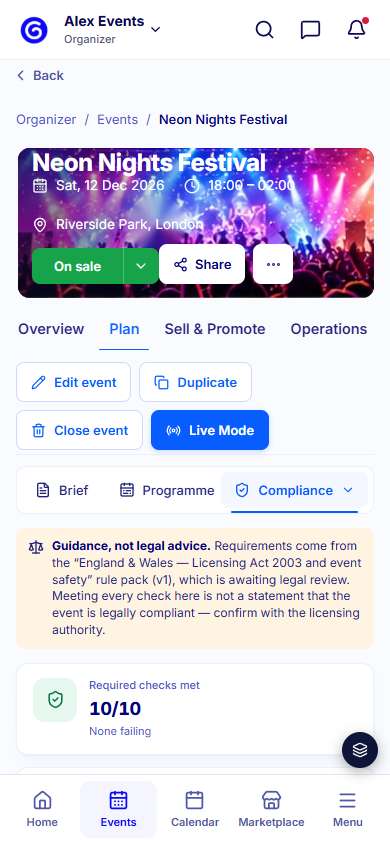 Alex Events
Organizer
Back
Organizer / Events / Neon Nights Festival
Neon Nights Festival
Sat, 12 Dec 2026 18:00 – 02:00
Riverside Park, London
On sale
Share
Overview Plan Sell & Promote Operations
Edit event Duplicate
Close event Live Mode
Brief Programme Compliance
Guidance, not legal advice. Requirements come from
the “England & Wales — Licensing Act 2003 and event
safety” rule pack (v1), which is awaiting legal review.
Meeting every check here is not a statement that the
event is legally compliant — confirm with the licensing
authority.
Required checks met
10/10
None failing
Home Events Calendar Marketplace Menu